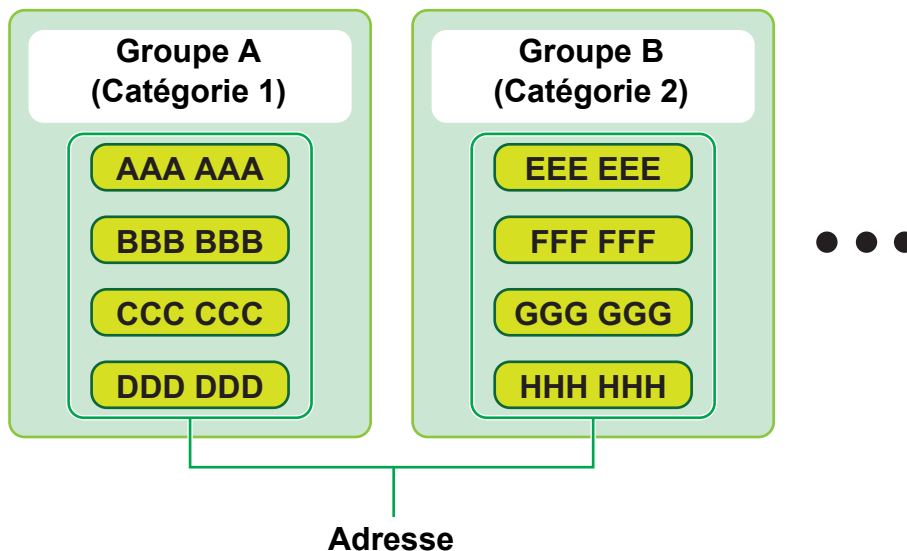 Groupe A
(Catégorie 1)
AAA AAA
BBB BBB
CCC CCC
DDD DDD
Groupe B
(Catégorie 2)
EEE EEE
FFF FFF
GGG GGG
HHH HHH
Adresse